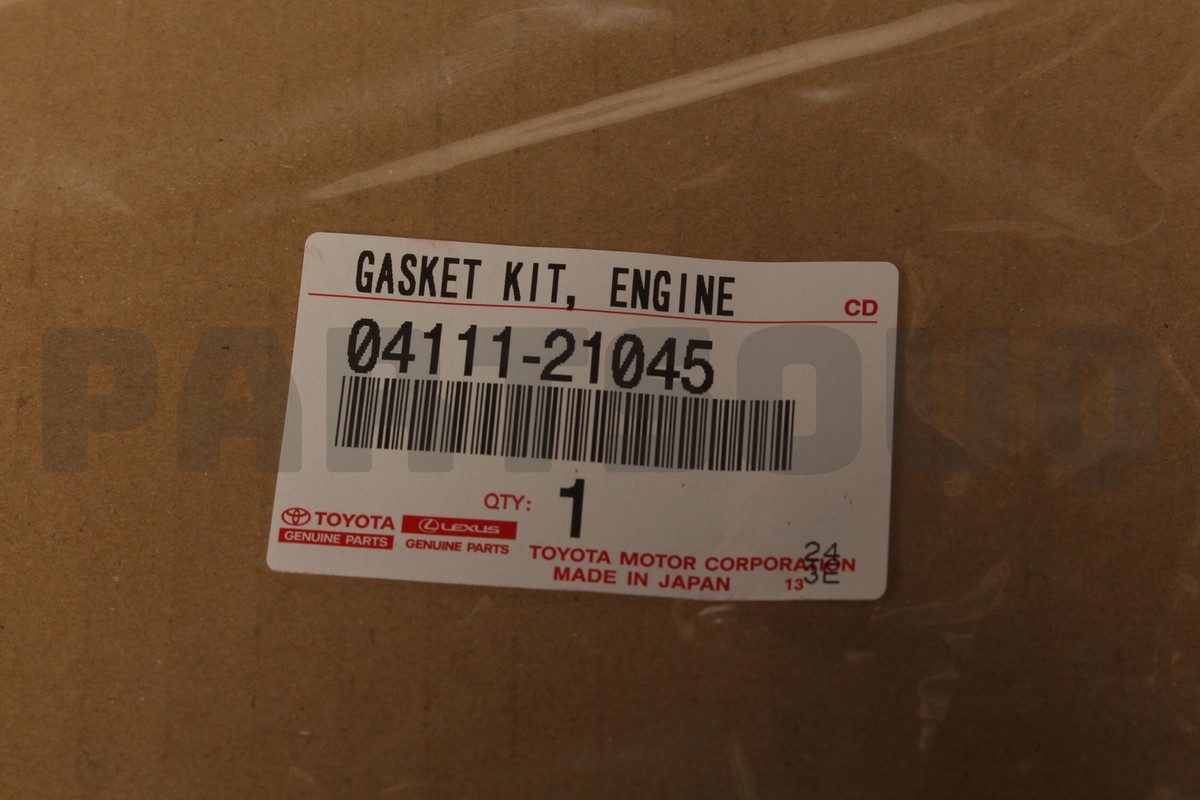 GASKET KIT, ENGINE
CD
04111-21045
QTY: 1
TOYOTA
GENUINE PARTS
LEXUS
GENUINE PARTS
TOYOTA MOTOR CORPORATION
MADE IN JAPAN
13
24
3E
PARTSOUQ